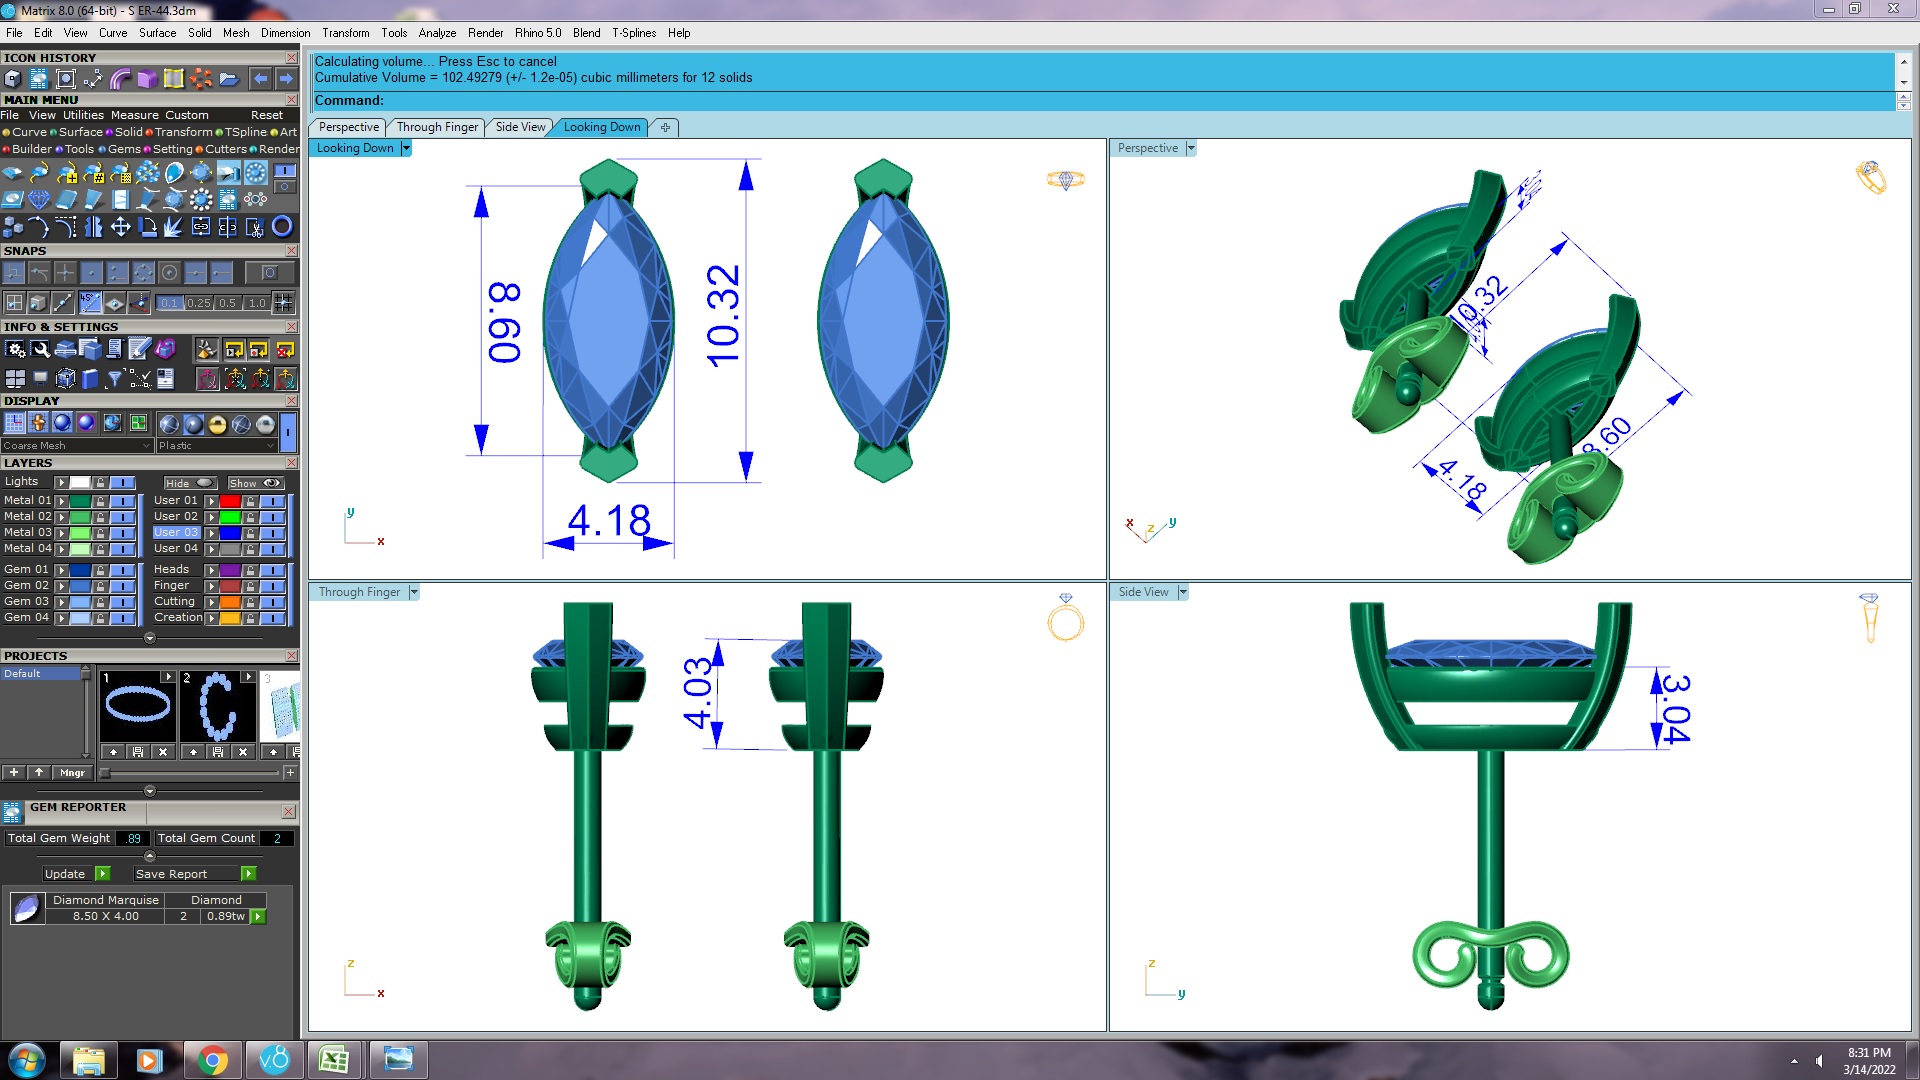 Matrix 8.0 (64-bit) - S ER-44.3dm
File Edit View Curve Surface Solid Mesh Dimension Transform Tools Analyze Render Rhino 5.0 Blend T-Splines Help
ICON HISTORY
MAIN MENU
File View Utilities Measure Custom Reset
Curve Surface Solid Transform TSpline Art
Builder Tools Gems Setting Cutters Render
SNAPS
0.1 0.25 0.5 1.0
INFO & SETTINGS
DISPLAY
Coarse Mesh Plastic
LAYERS
Lights Hide Show
Metal 01 User 01
Metal 02 User 02
Metal 03 User 03
Metal 04 User 04
Gem 01 Heads
Gem 02 Finger
Gem 03 Cutting
Gem 04 Creation
PROJECTS
Default
1 2 3
Mngr
GEM REPORTER
Total Gem Weight .89 Total Gem Count 2
Update Save Report
Diamond Marquise Diamond
8.50 X 4.00 2 0.89tw
Calculating volume... Press Esc to cancel
Cumulative Volume = 102.49279 (+/- 1.2e-05) cubic millimeters for 12 solids
Command:
Perspective Through Finger Side View Looking Down
Looking Down
8.60
10.32
4.18
y
x
Perspective
10.32
8.60
4.18
x z y
Through Finger
4.03
z
x
Side View
3.04
z
y
v8
8:31 PM
3/14/2022